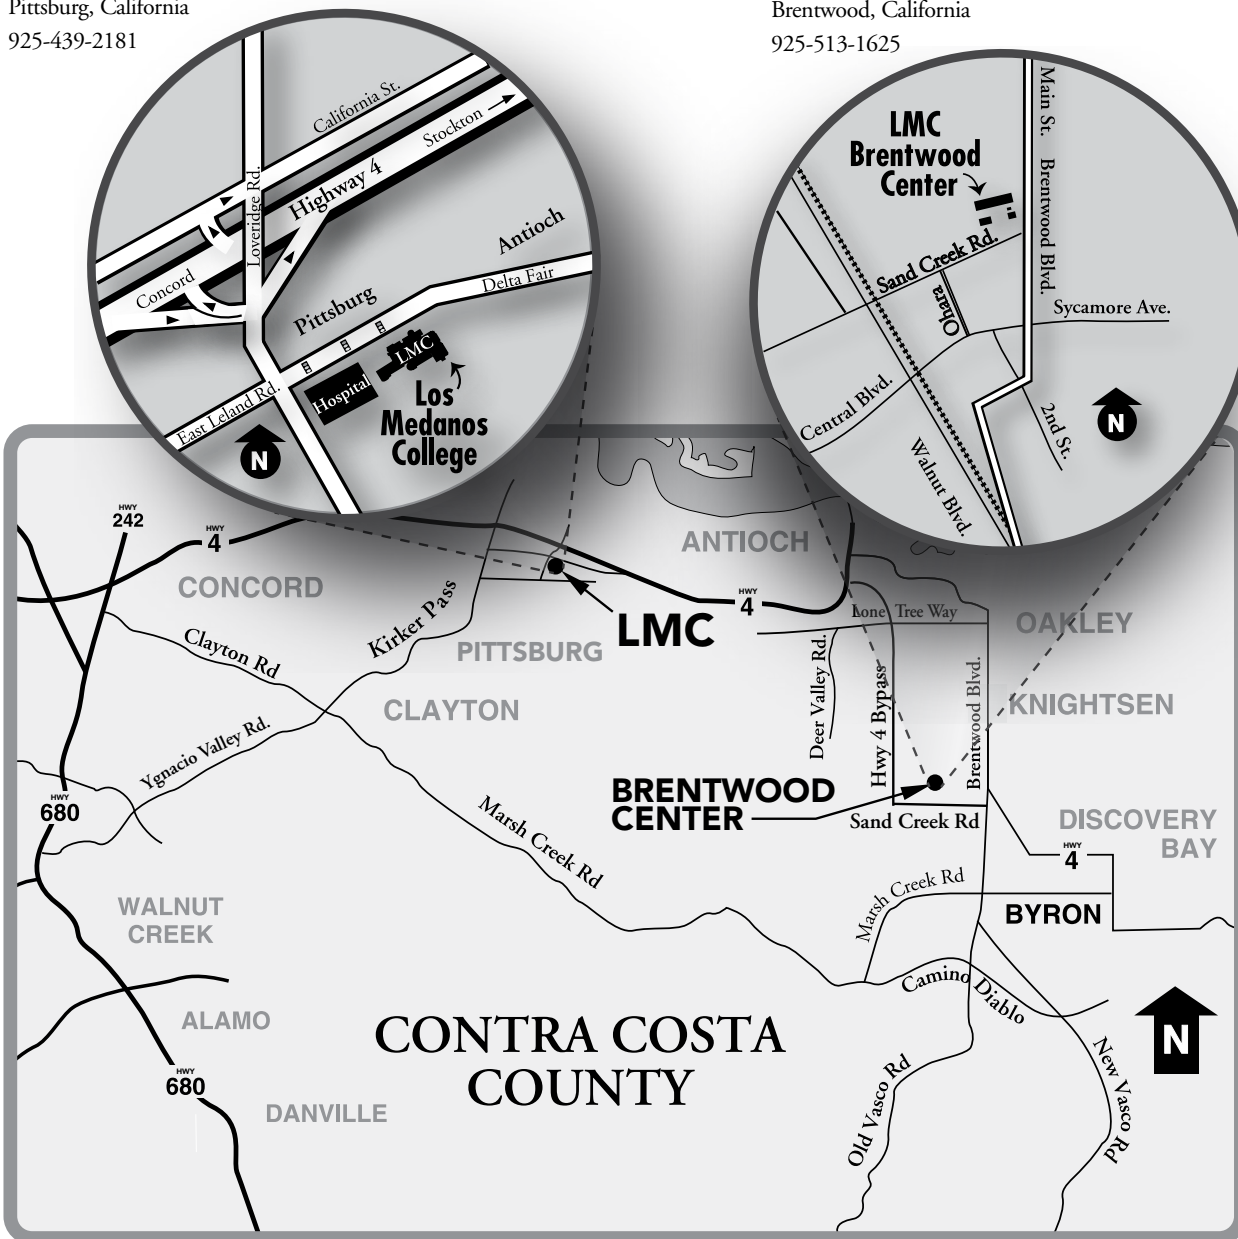 Pittsburg, California
925-439-2181
Brentwood, California
925-513-1625
California St.
Stockton
Highway 4
Loveridge Rd.
Concord
Antioch
Delta Fair
Pittsburg
LMC
Hospital
East Leland Rd.
Los
Medanos
College
N
LMC
Brentwood
Center
Main St.
Brentwood Blvd.
Sand Creek Rd.
Ohara
Sycamore Ave.
Central Blvd.
2nd St.
Walnut Blvd.
N
HWY
242
HWY
4
CONCORD
ANTIOCH
HWY
4
Kirker Pass
LMC
PITTSBURG
Clayton Rd
CLAYTON
Ygnacio Valley Rd.
Lone Tree Way
OAKLEY
Deer Valley Rd.
Hwy 4 Bypass
Brentwood Blvd.
KNIGHTSEN
HWY
680
BRENTWOOD
CENTER
Sand Creek Rd
DISCOVERY
BAY
HWY
4
Marsh Creek Rd
Marsh Creek Rd
BYRON
WALNUT
CREEK
Camino Diablo
ALAMO
CONTRA COSTA
COUNTY
N
HWY
680
DANVILLE
Old Vasco Rd
New Vasco Rd